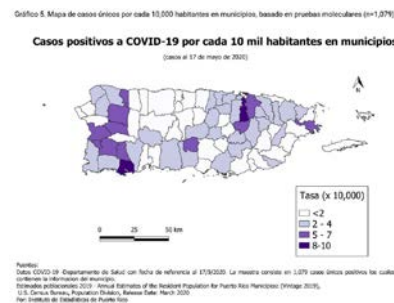 Gráfico 5. Mapa de casos únicos por cada 10,000 habitantes en municipios, basado en pruebas moleculares (n=1,079)
Casos positivos a COVID-19 por cada 10 mil habitantes en municipios
(casos al 17 de mayo de 2020)
N
Tasa (x 10,000)
<2
2 - 4
5 - 7
8-10
0 25 50 km
Fuentes:
Datos COVID-19 -Departamento de Salud con fecha de referencia al 17/5/2020. La muestra consiste en 1,079 casos únicos positivos los cuales
contienen la información del municipio.
Estimados poblacionales 2019 - Annual Estimates of the Resident Population for Puerto Rico Municipios (Vintage 2019),
U.S. Census Bureau, Population Division, Release Date: March 2020
Por: Instituto de Estadísticas de Puerto Rico